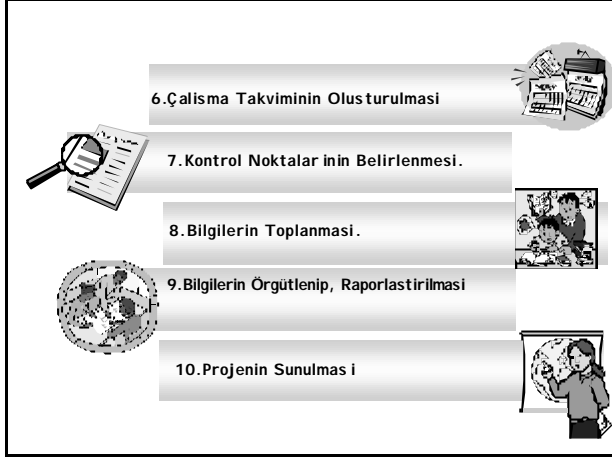 6.Çalisma Takviminin Olusturulmasi
7.Kontrol Noktalar inin Belirlenmesi.
8.Bilgilerin Toplanmasi.
9.Bilgilerin Örgütlenip, Raporlastirilmasi
10.Projenin Sunulmas i